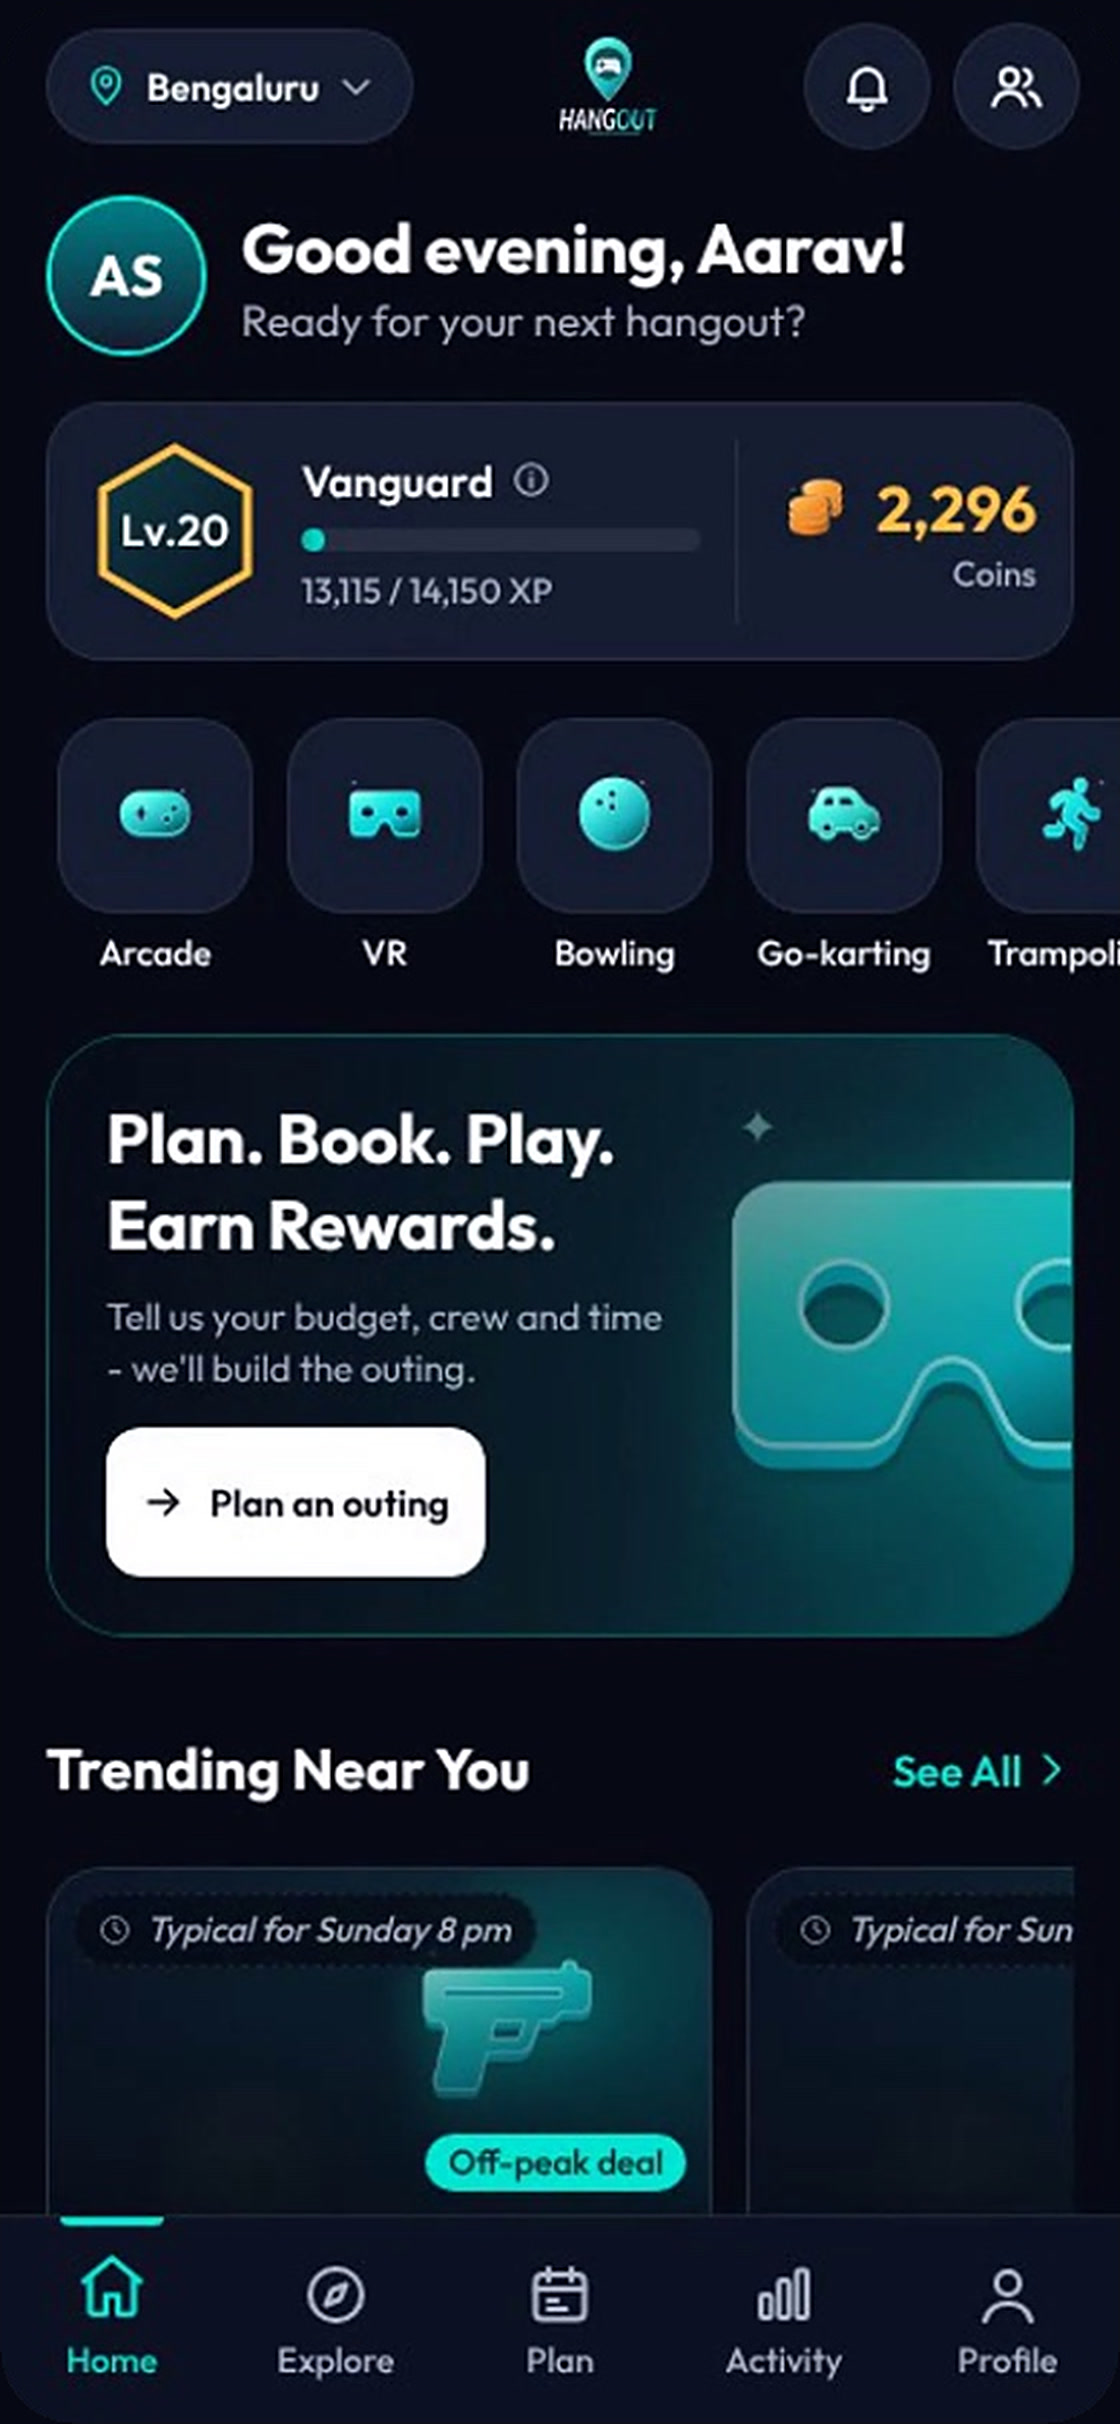 Bengaluru
HANGOUT
AS
Good evening, Aarav!
Ready for your next hangout?
Lv.20
Vanguard
13,115 / 14,150 XP
2,296
Coins
Arcade
VR
Bowling
Go-karting
Trampoli
Plan. Book. Play.
Earn Rewards.
Tell us your budget, crew and time
- we'll build the outing.
→ Plan an outing
Trending Near You
See All >
Typical for Sunday 8 pm
Typical for Sun
Off-peak deal
Home
Explore
Plan
Activity
Profile